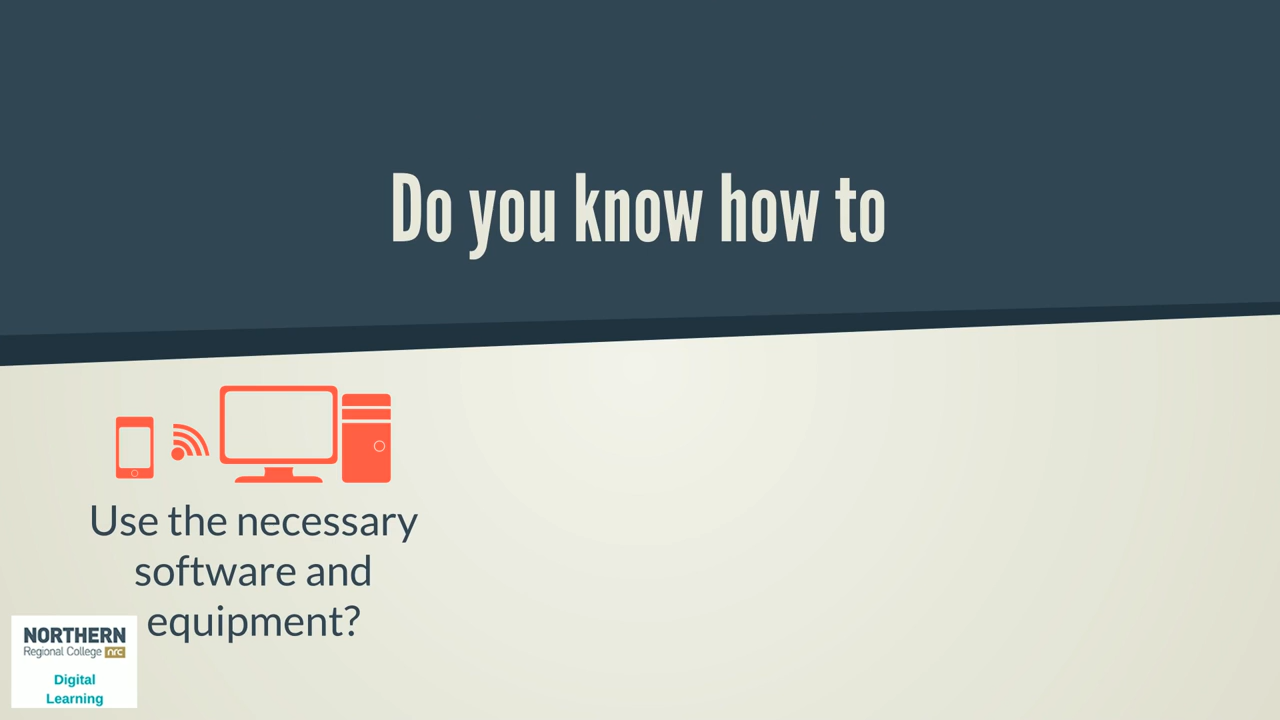 Do you know how to
Use the necessary
software and
equipment?
NORTHERN
Regional College nrc
Digital
Learning